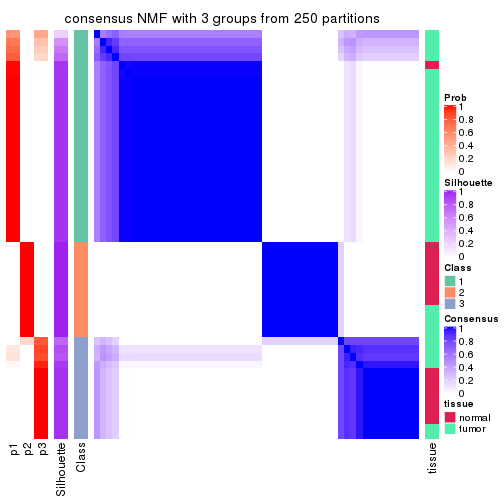 consensus NMF with 3 groups from 250 partitions
Prob
1
0.8
0.6
0.4
0.2
0
Silhouette
1
0.8
0.6
0.4
0.2
0
Class
1
2
3
Consensus
1
0.8
0.6
0.4
0.2
0
tissue
normal
tumor
p1
p2
p3
Silhouette
Class
tissue